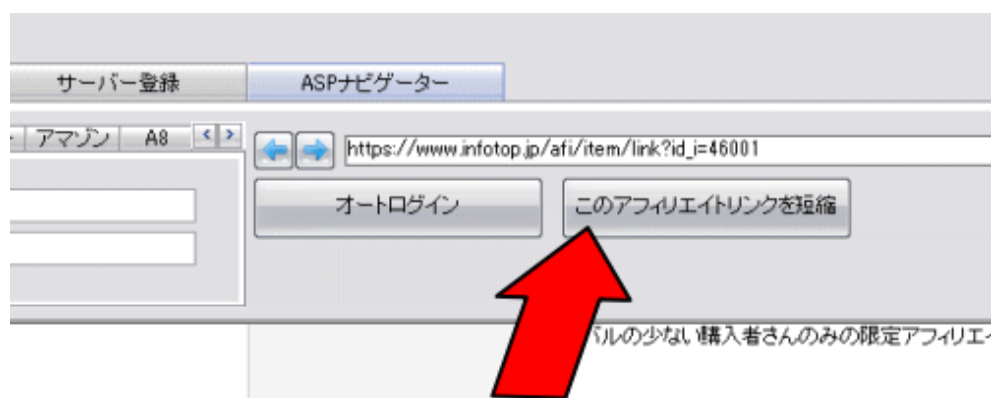 サーバー登録
ASPナビゲーター
アマゾン
A8
https://www.infotop.jp/afi/item/link?id_i=46001
オートログイン
このアフィリエイトリンクを短縮
バルの少ない購入者さんのみの限定アフィリエイ